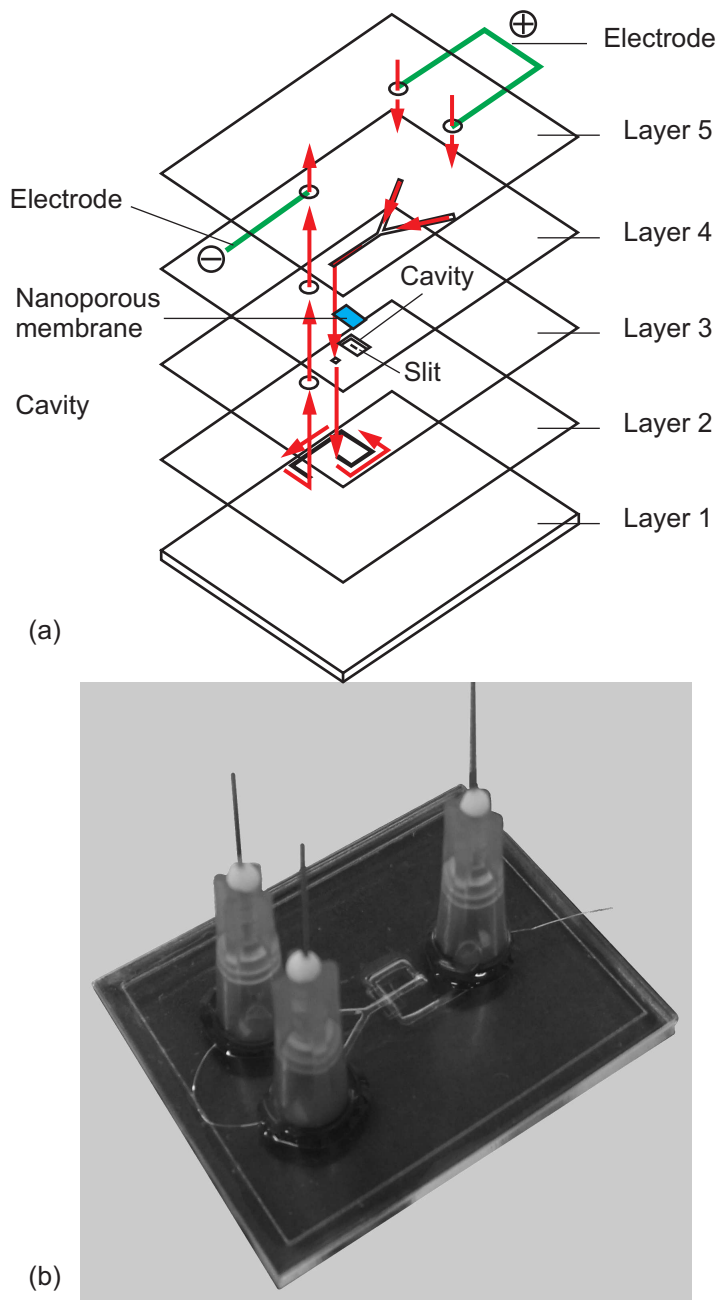 ⊕
Electrode
Layer 5
Electrode
Layer 4
⊖
Cavity
Nanoporous
membrane
Layer 3
Slit
Cavity
Layer 2
Layer 1
(a)
(b)